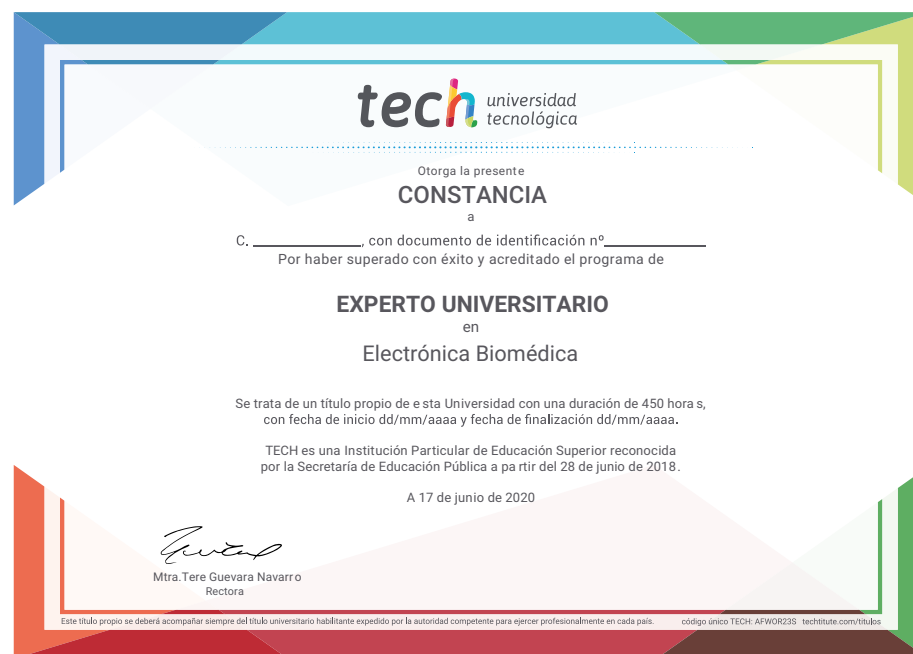 tech universidad
tecnológica
Otorga la presente
CONSTANCIA
a
C. ____________, con documento de identificación nº____________
Por haber superado con éxito y acreditado el programa de
EXPERTO UNIVERSITARIO
en
Electrónica Biomédica
Se trata de un título propio de esta Universidad con una duración de 450 horas,
con fecha de inicio dd/mm/aaaa y fecha de finalización dd/mm/aaaa.
TECH es una Institución Particular de Educación Superior reconocida
por la Secretaría de Educación Pública a partir del 28 de junio de 2018.
A 17 de junio de 2020
Mtra.Tere Guevara Navarro
Rectora
Este título propio se deberá acompañar siempre del título universitario habilitante expedido por la autoridad competente para ejercer profesionalmente en cada país. código único TECH: AFWOR23S techtitute.com/titulos